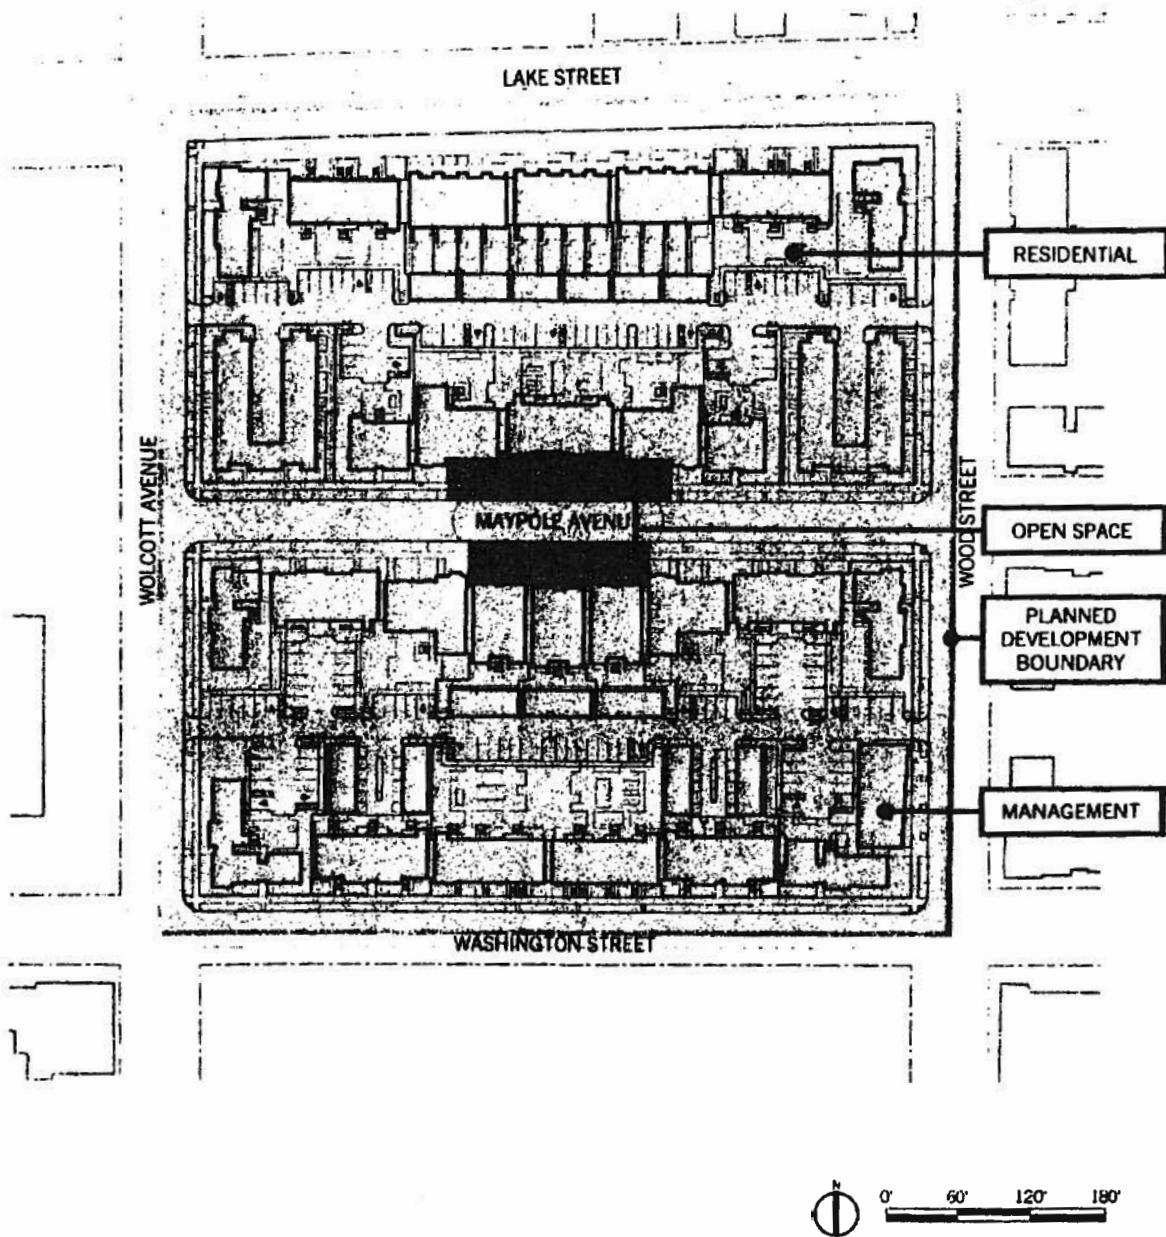 LAKE STREET
RESIDENTIAL
WOLCOTT AVENUE
WOOD STREET
MAYPOLE AVENU
OPEN SPACE
PLANNED
DEVELOPMENT
BOUNDARY
MANAGEMENT
WASHINGTON STREET
N
0' 60' 120' 180'